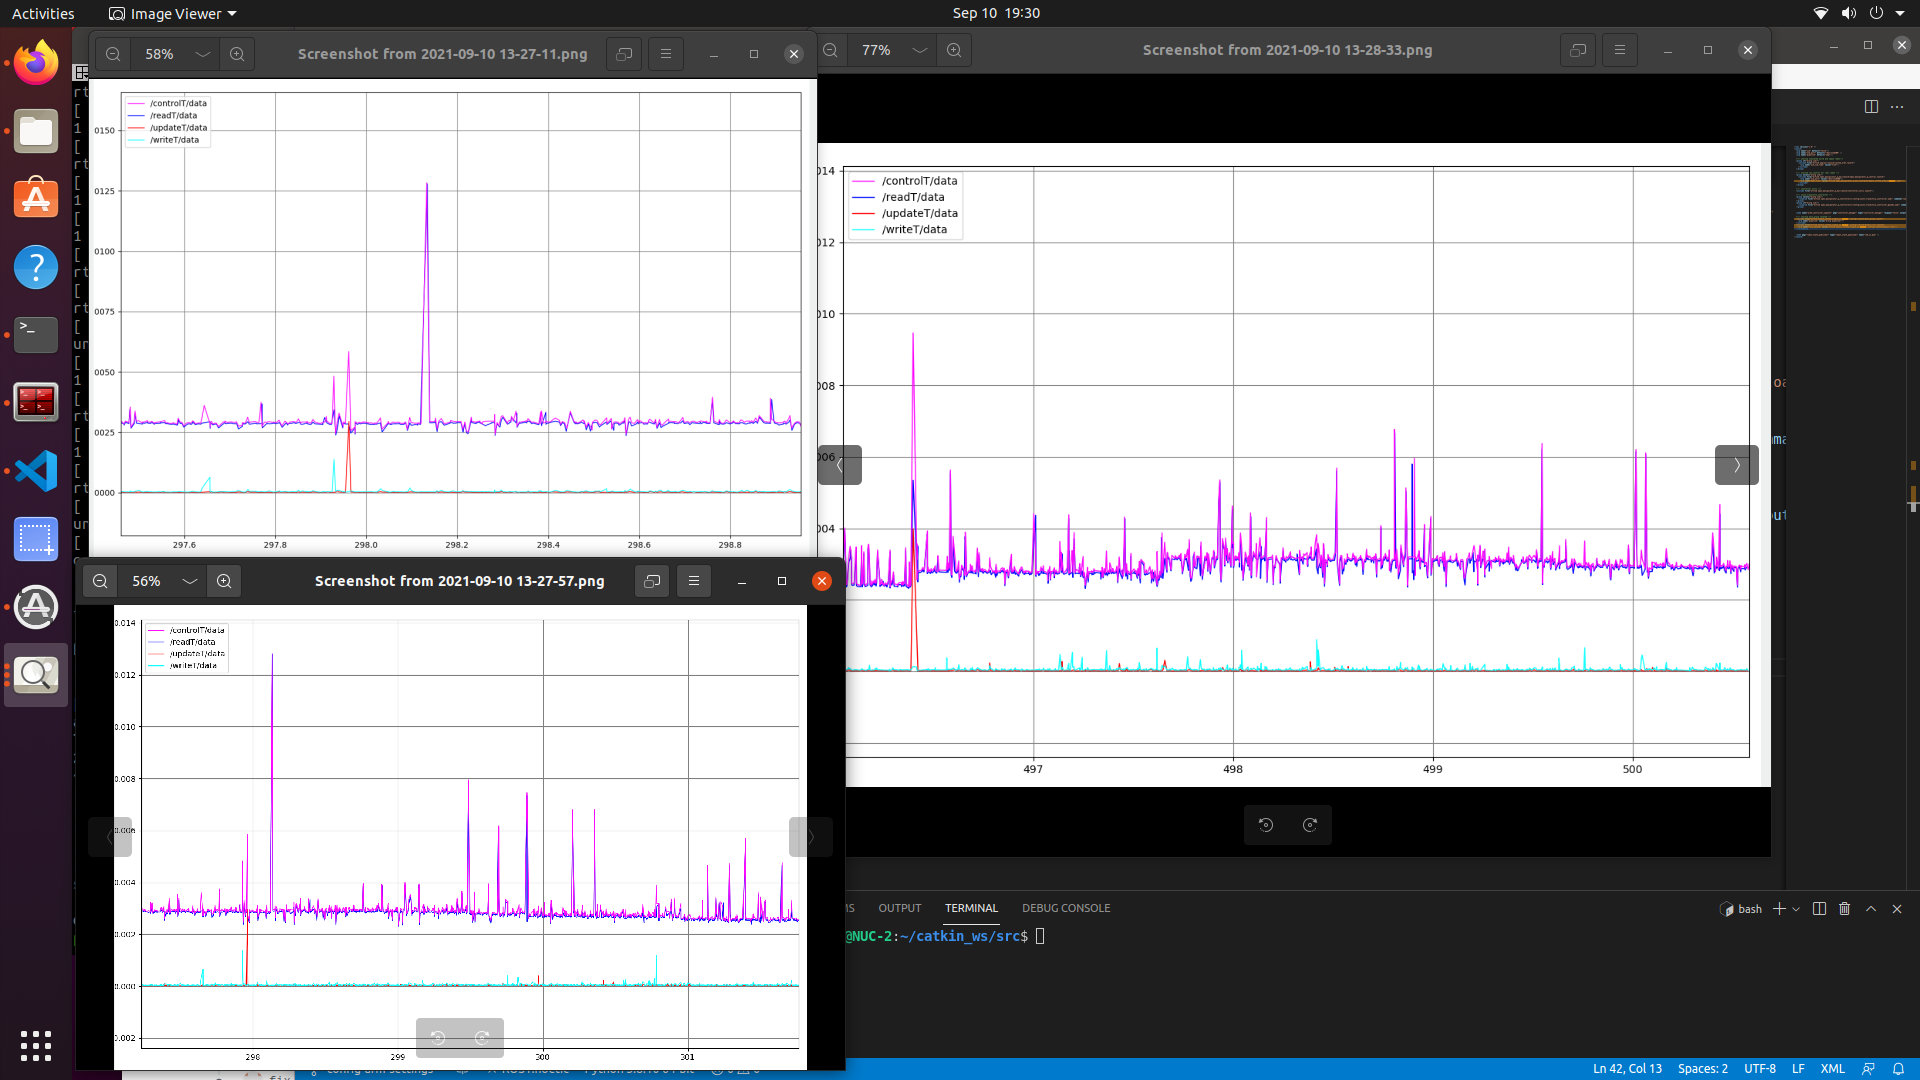 Activities
Image Viewer
Sep 10 19:30
58%
Screenshot from 2021-09-10 13-27-11.png
77%
Screenshot from 2021-09-10 13-28-33.png
/controlT/data
/readT/data
/updateT/data
/writeT/data
0150
0125
0100
0075
0050
0025
0000
297.6
297.8
298.0
298.2
298.4
298.6
298.8
/controlT/data
/readT/data
/updateT/data
/writeT/data
014
012
010
008
006
004
497
498
499
500
56%
Screenshot from 2021-09-10 13-27-57.png
/controlT/data
/readT/data
/updateT/data
/writeT/data
0.014
0.012
0.010
0.008
0.006
0.004
0.002
0.000
0.002
298
299
300
301
MS
OUTPUT
TERMINAL
DEBUG CONSOLE
bash
@NUC-2:~/catkin_ws/src$
Ln 42, Col 13
Spaces: 2
UTF-8
LF
XML